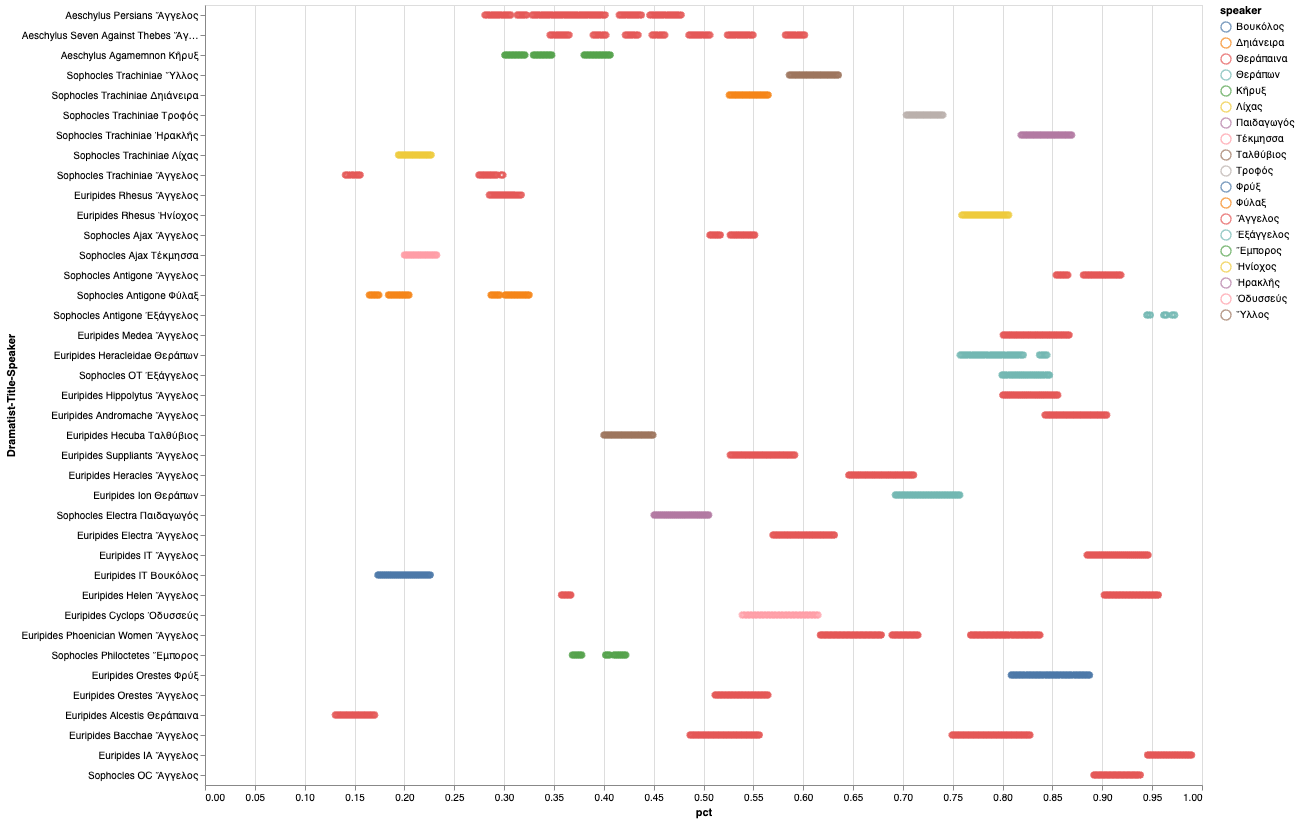 Dramatist-Title-Speaker
Aeschylus Persians Ἄγγελος
Aeschylus Seven Against Thebes Ἄγ…
Aeschylus Agamemnon Κῆρυξ
Sophocles Trachiniae Ὕλλος
Sophocles Trachiniae Δηιάνειρα
Sophocles Trachiniae Τροφός
Sophocles Trachiniae Ἡρακλῆς
Sophocles Trachiniae Λίχας
Sophocles Trachiniae Ἄγγελος
Euripides Rhesus Ἄγγελος
Euripides Rhesus Ἡνίοχος
Sophocles Ajax Ἄγγελος
Sophocles Ajax Τέκμησσα
Sophocles Antigone Ἄγγελος
Sophocles Antigone Φύλαξ
Sophocles Antigone Ἐξάγγελος
Euripides Medea Ἄγγελος
Euripides Heracleidae Θεράπων
Sophocles OT Ἐξάγγελος
Euripides Hippolytus Ἄγγελος
Euripides Andromache Ἄγγελος
Euripides Hecuba Ταλθύβιος
Euripides Suppliants Ἄγγελος
Euripides Heracles Ἄγγελος
Euripides Ion Θεράπων
Sophocles Electra Παιδαγωγός
Euripides Electra Ἄγγελος
Euripides IT Ἄγγελος
Euripides IT Βουκόλος
Euripides Helen Ἄγγελος
Euripides Cyclops Ὀδυσσεύς
Euripides Phoenician Women Ἄγγελος
Sophocles Philoctetes Ἔμπορος
Euripides Orestes Φρύξ
Euripides Orestes Ἄγγελος
Euripides Alcestis Θεράπαινα
Euripides Bacchae Ἄγγελος
Euripides IA Ἄγγελος
Sophocles OC Ἄγγελος
0.00 0.05 0.10 0.15 0.20 0.25 0.30 0.35 0.40 0.45 0.50 0.55 0.60 0.65 0.70 0.75 0.80 0.85 0.90 0.95 1.00
pct
speaker
Βουκόλος
Δηιάνειρα
Θεράπαινα
Θεράπων
Κῆρυξ
Λίχας
Παιδαγωγός
Τέκμησσα
Ταλθύβιος
Τροφός
Φρύξ
Φύλαξ
Ἄγγελος
Ἐξάγγελος
Ἔμπορος
Ἡνίοχος
Ἡρακλῆς
Ὀδυσσεύς
Ὕλλος